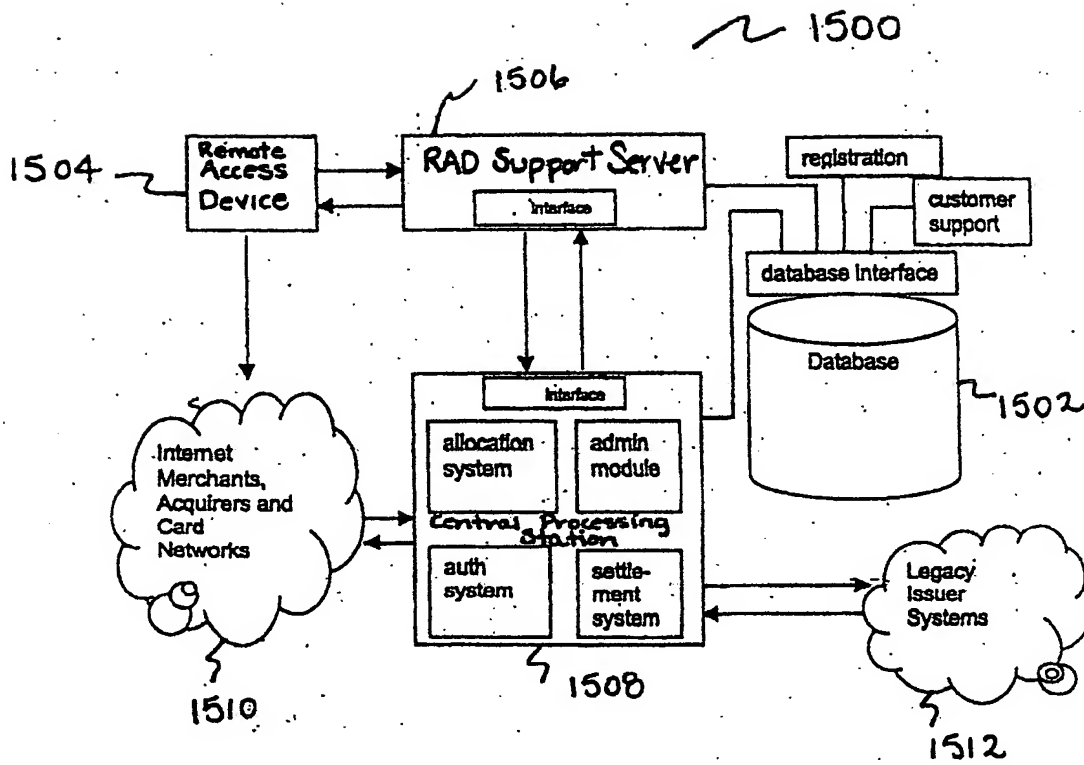 1500
1506
1504
Remote
Access
Device
RAD Support Server
Interface
registration
customer
support
database interface
Database
1502
Interface
allocation
system
admin
module
Central Processing
Station
auth
system
settle-
ment
system
Internet
Merchants,
Acquirers and
Card
Networks
Legacy
Issuer
Systems
1510
1508
1512